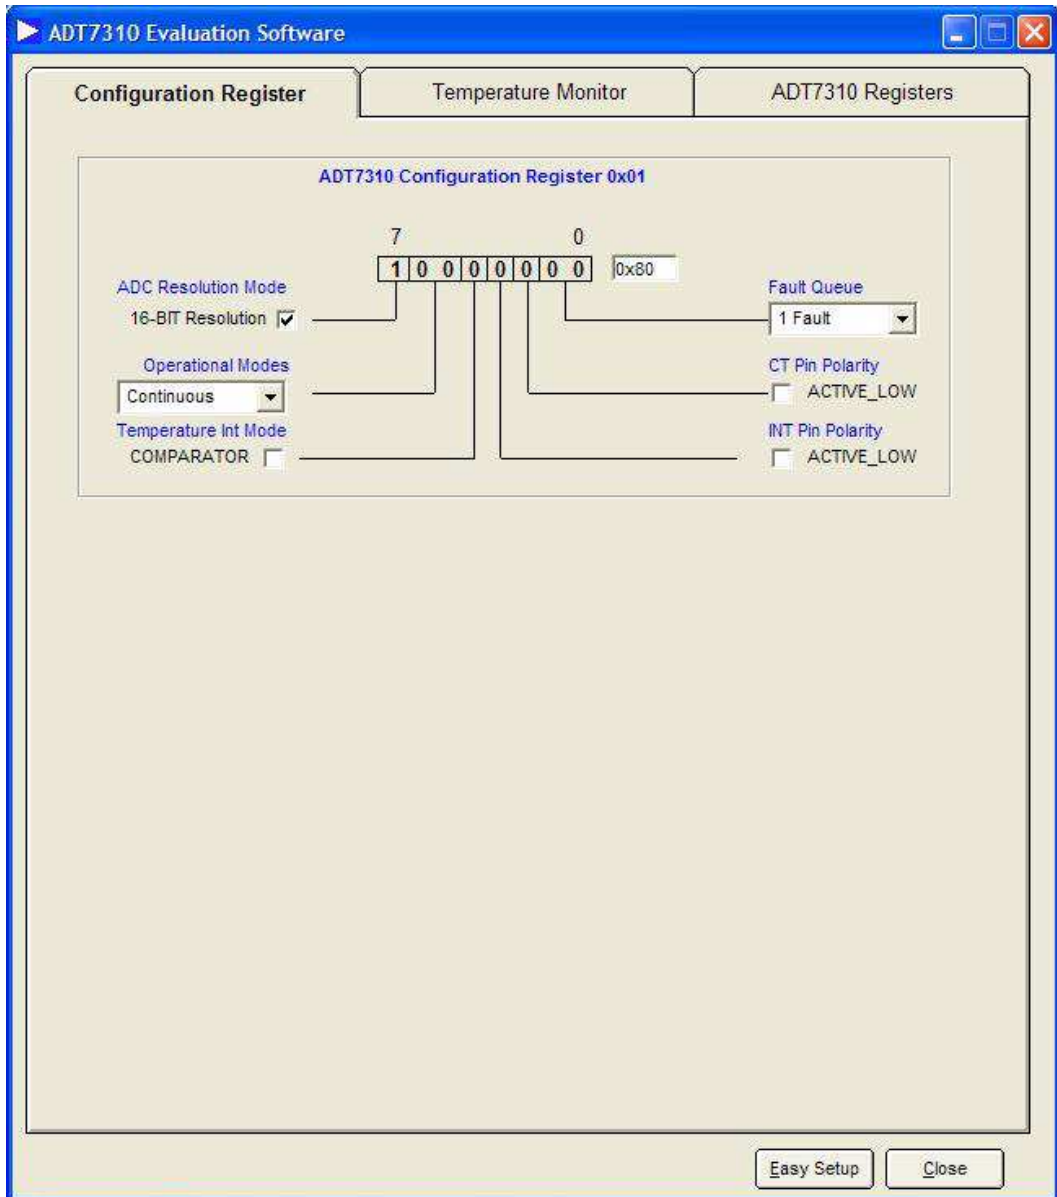 ADT7310 Evaluation Software
Configuration Register
Temperature Monitor
ADT7310 Registers
ADT7310 Configuration Register 0x01
7 0
1 0 0 0 0 0 0 0 0x80
ADC Resolution Mode
16-BIT Resolution
Operational Modes
Continuous
Temperature Int Mode
COMPARATOR
Fault Queue
1 Fault
CT Pin Polarity
ACTIVE_LOW
INT Pin Polarity
ACTIVE_LOW
Easy Setup
Close